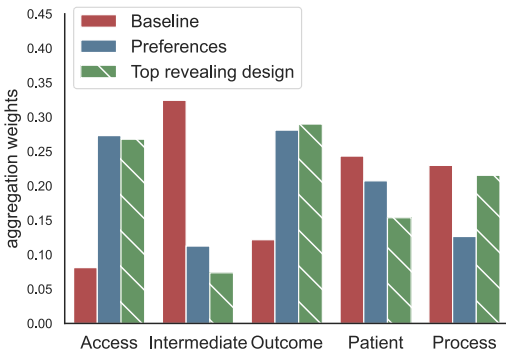 0.45
0.40
0.35
0.30
0.25
0.20
0.15
0.10
0.05
0.00
aggregation weights
Baseline
Preferences
Top revealing design
Access Intermediate Outcome Patient Process